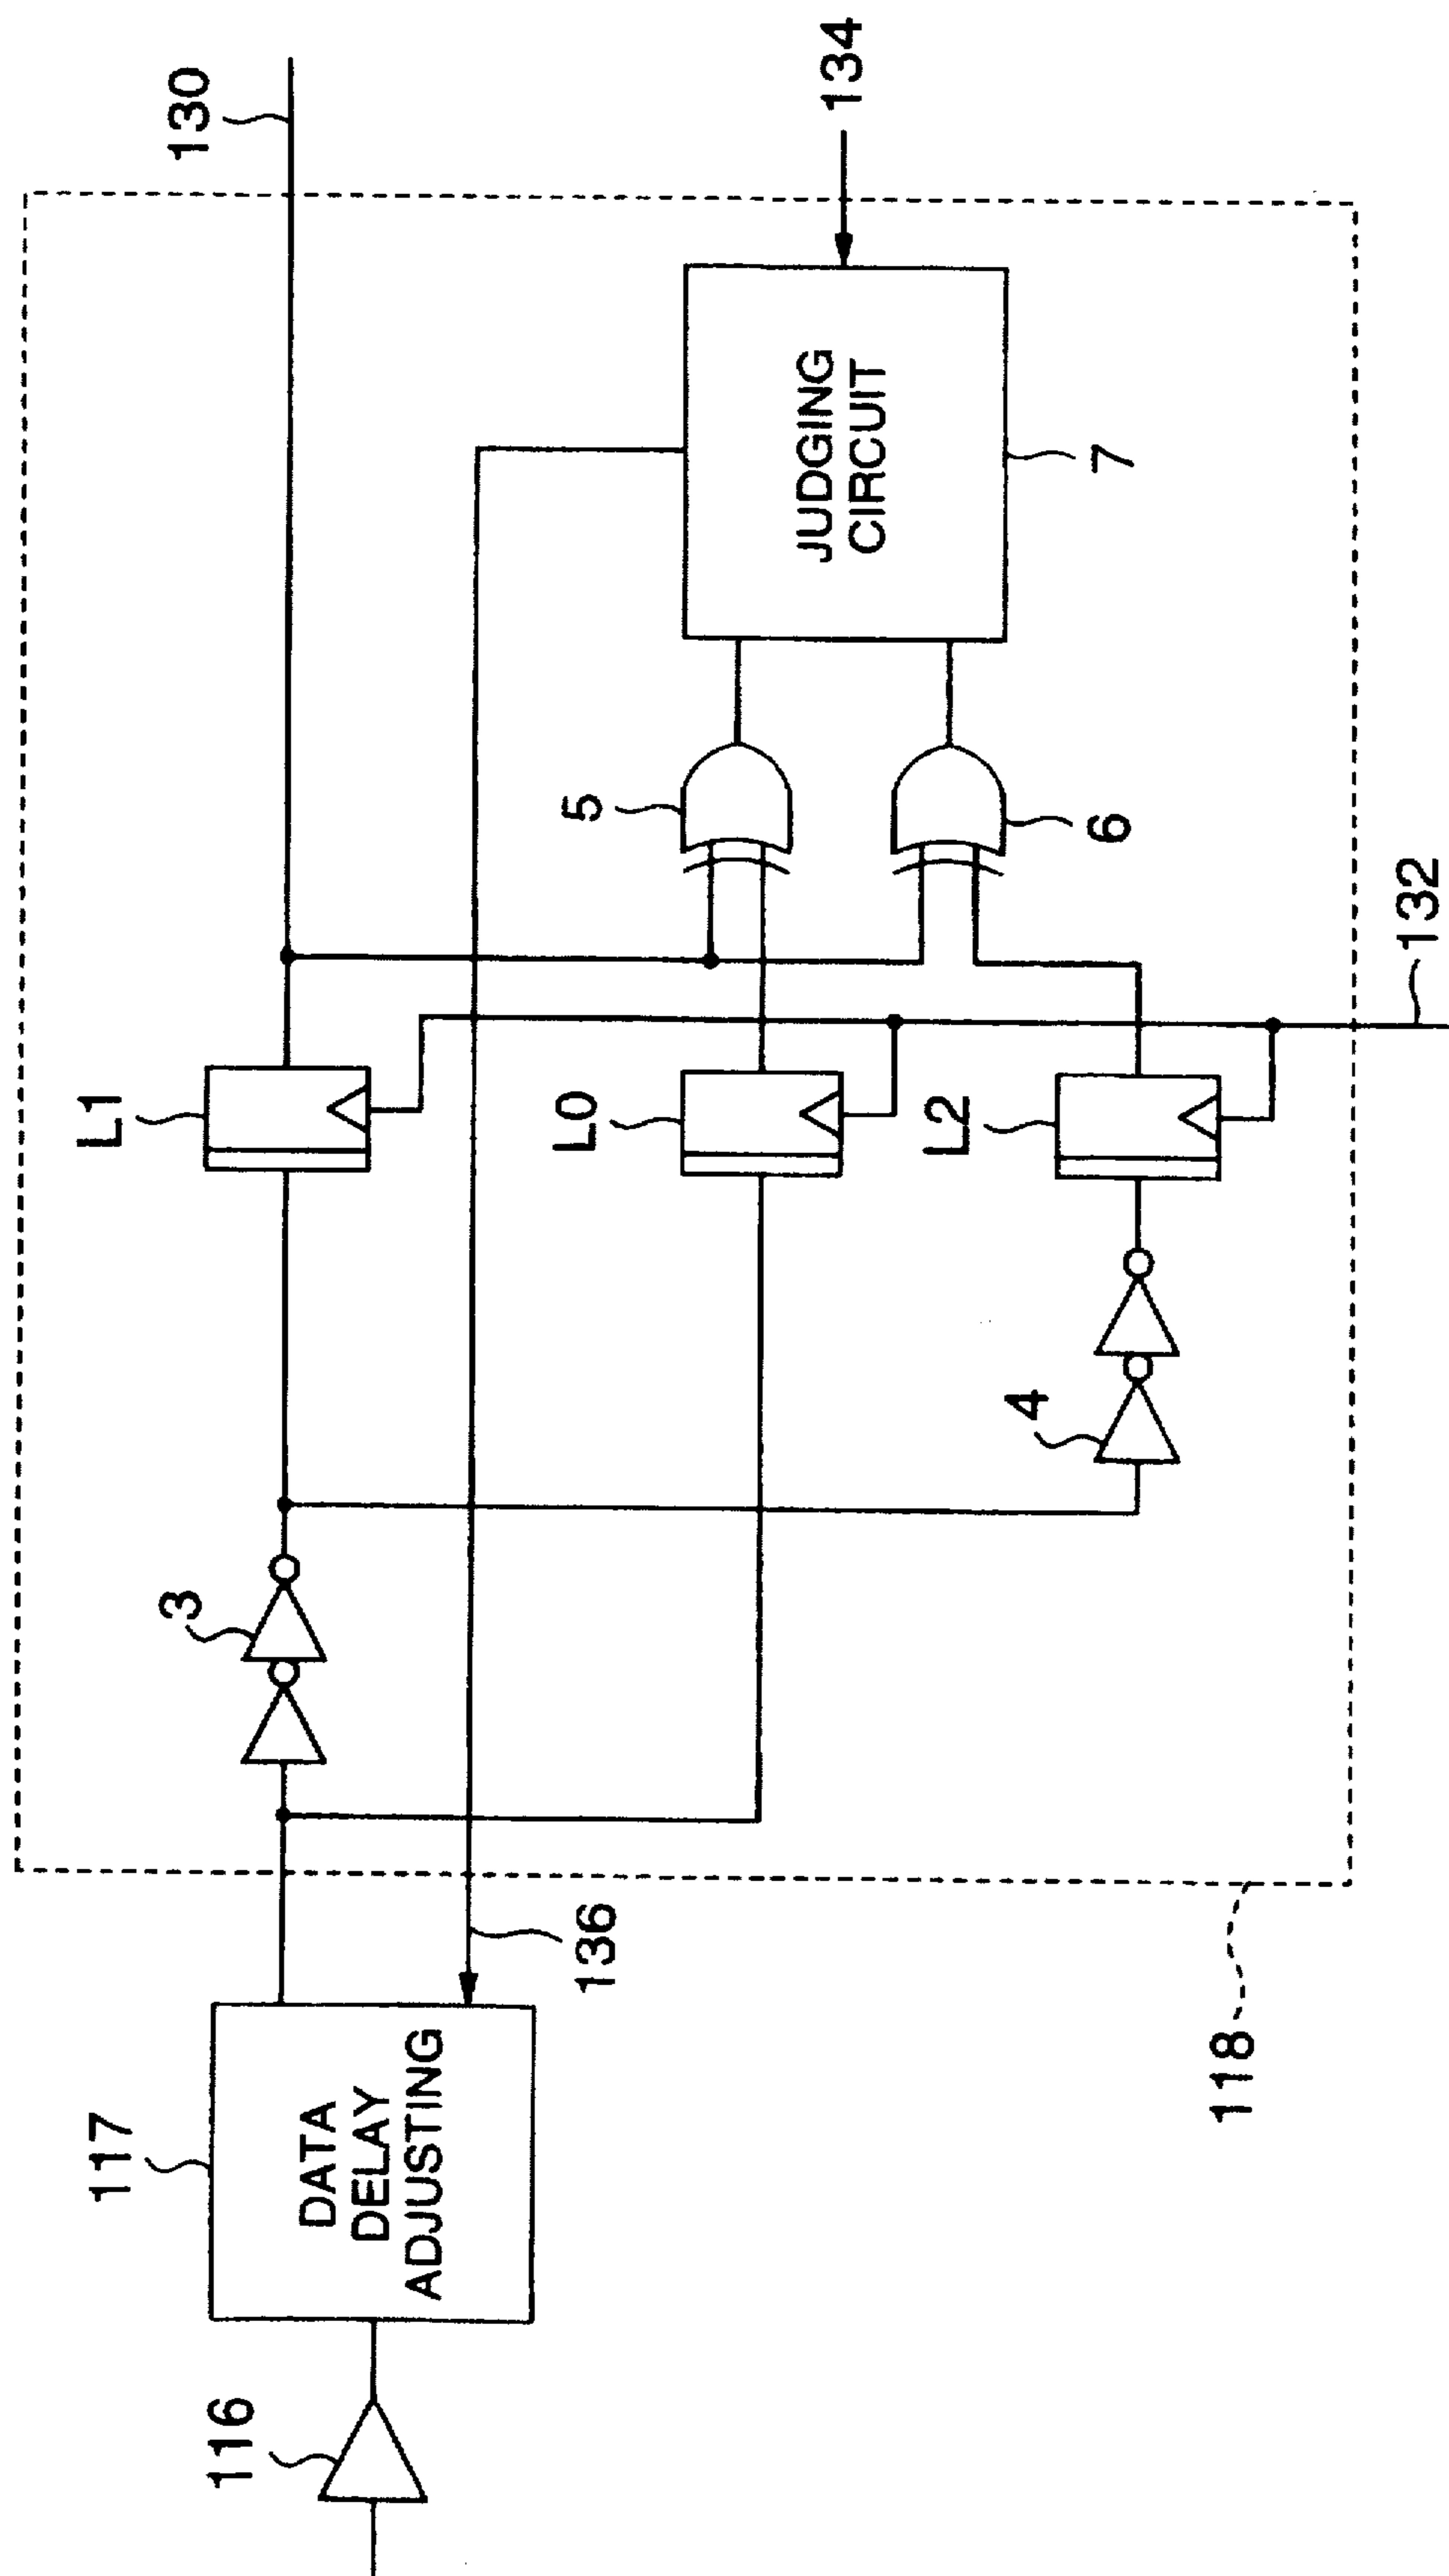 116
117
DATA
DELAY
ADJUSTING
136
118
3
4
L1
L0
L2
132
5
6
JUDGING
CIRCUIT
7
130
134